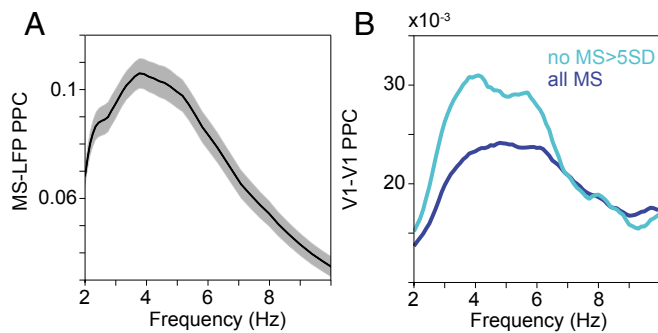 A
MS-LFP PPC
0.1
0.06
2 4 6 8
Frequency (Hz)
B
x10-3
no MS>5SD
all MS
V1-V1 PPC
30
20
2 4 6 8
Frequency (Hz)